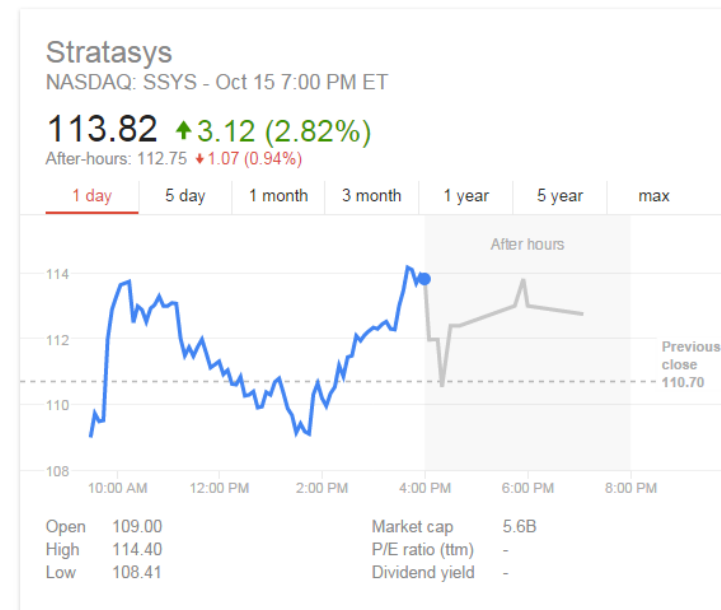 Stratasys
NASDAQ: SSYS - Oct 15 7:00 PM ET
113.82 3.12 (2.82%)
After-hours: 112.75 1.07 (0.94%)
1 day 5 day 1 month 3 month 1 year 5 year max
After hours
114
112
Previous
close
110.70
110
108
10:00 AM 12:00 PM 2:00 PM 4:00 PM 6:00 PM 8:00 PM
Open 109.00 Market cap 5.6B
High 114.40 P/E ratio (ttm) -
Low 108.41 Dividend yield -